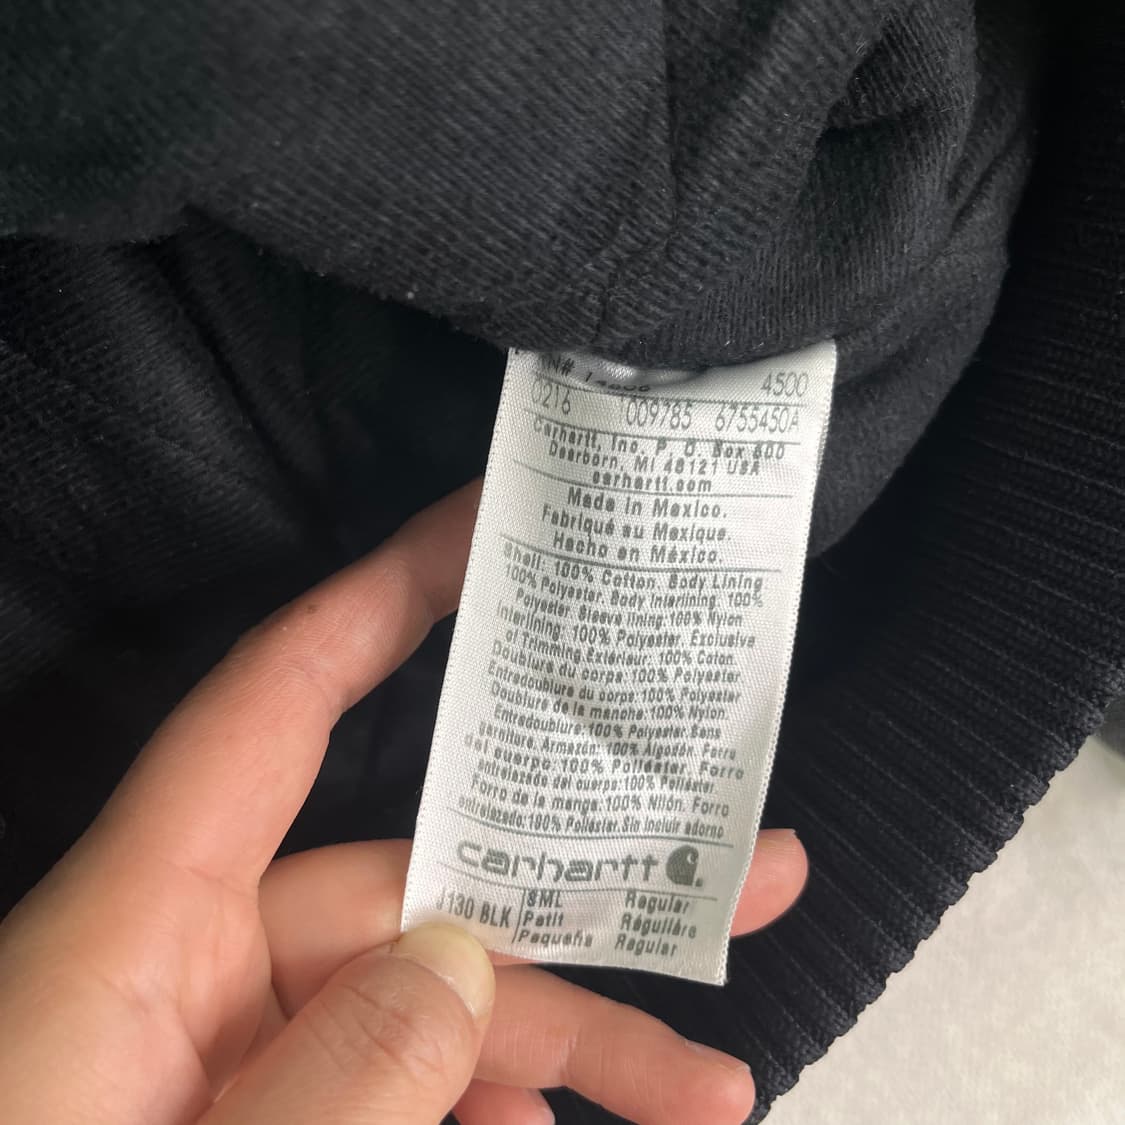 4500
0216 1009785 6755450A
Carhartt, Inc. P. O. Box 600
Dearborn, MI 48121 USA
carhartt.com
Made in Mexico.
Fabriqué au Mexique.
Hecho en México.
Shell: 100% Cotton, Body Lining
100% Polyester, Body Interlining, 100%
Polyester, Sleeve lining: 100% Nylon
Interlining: 100% Polyester, Exclusive
of Trimming Extérieur: 100% Coton
Doublure du corps: 100% Polyester
Entredoublure du corps: 100% Polyester
Doublure de la manche: 100% Nylon.
Entredoublure: 100% Polyester. Sans
garniture. Armazón: 100% Algodón, Forro
del cuerpo: 100% Poliéster, Forro
entrelazado del cuerpo: 100% Poliéster
Forro de la manga: 100% Nilón. Forro
entrelazado: 100% Poliéster. Sin incluir adorno
carhartt
J130 BLK SML Regular
Petit Régulière
Pequeña Regular